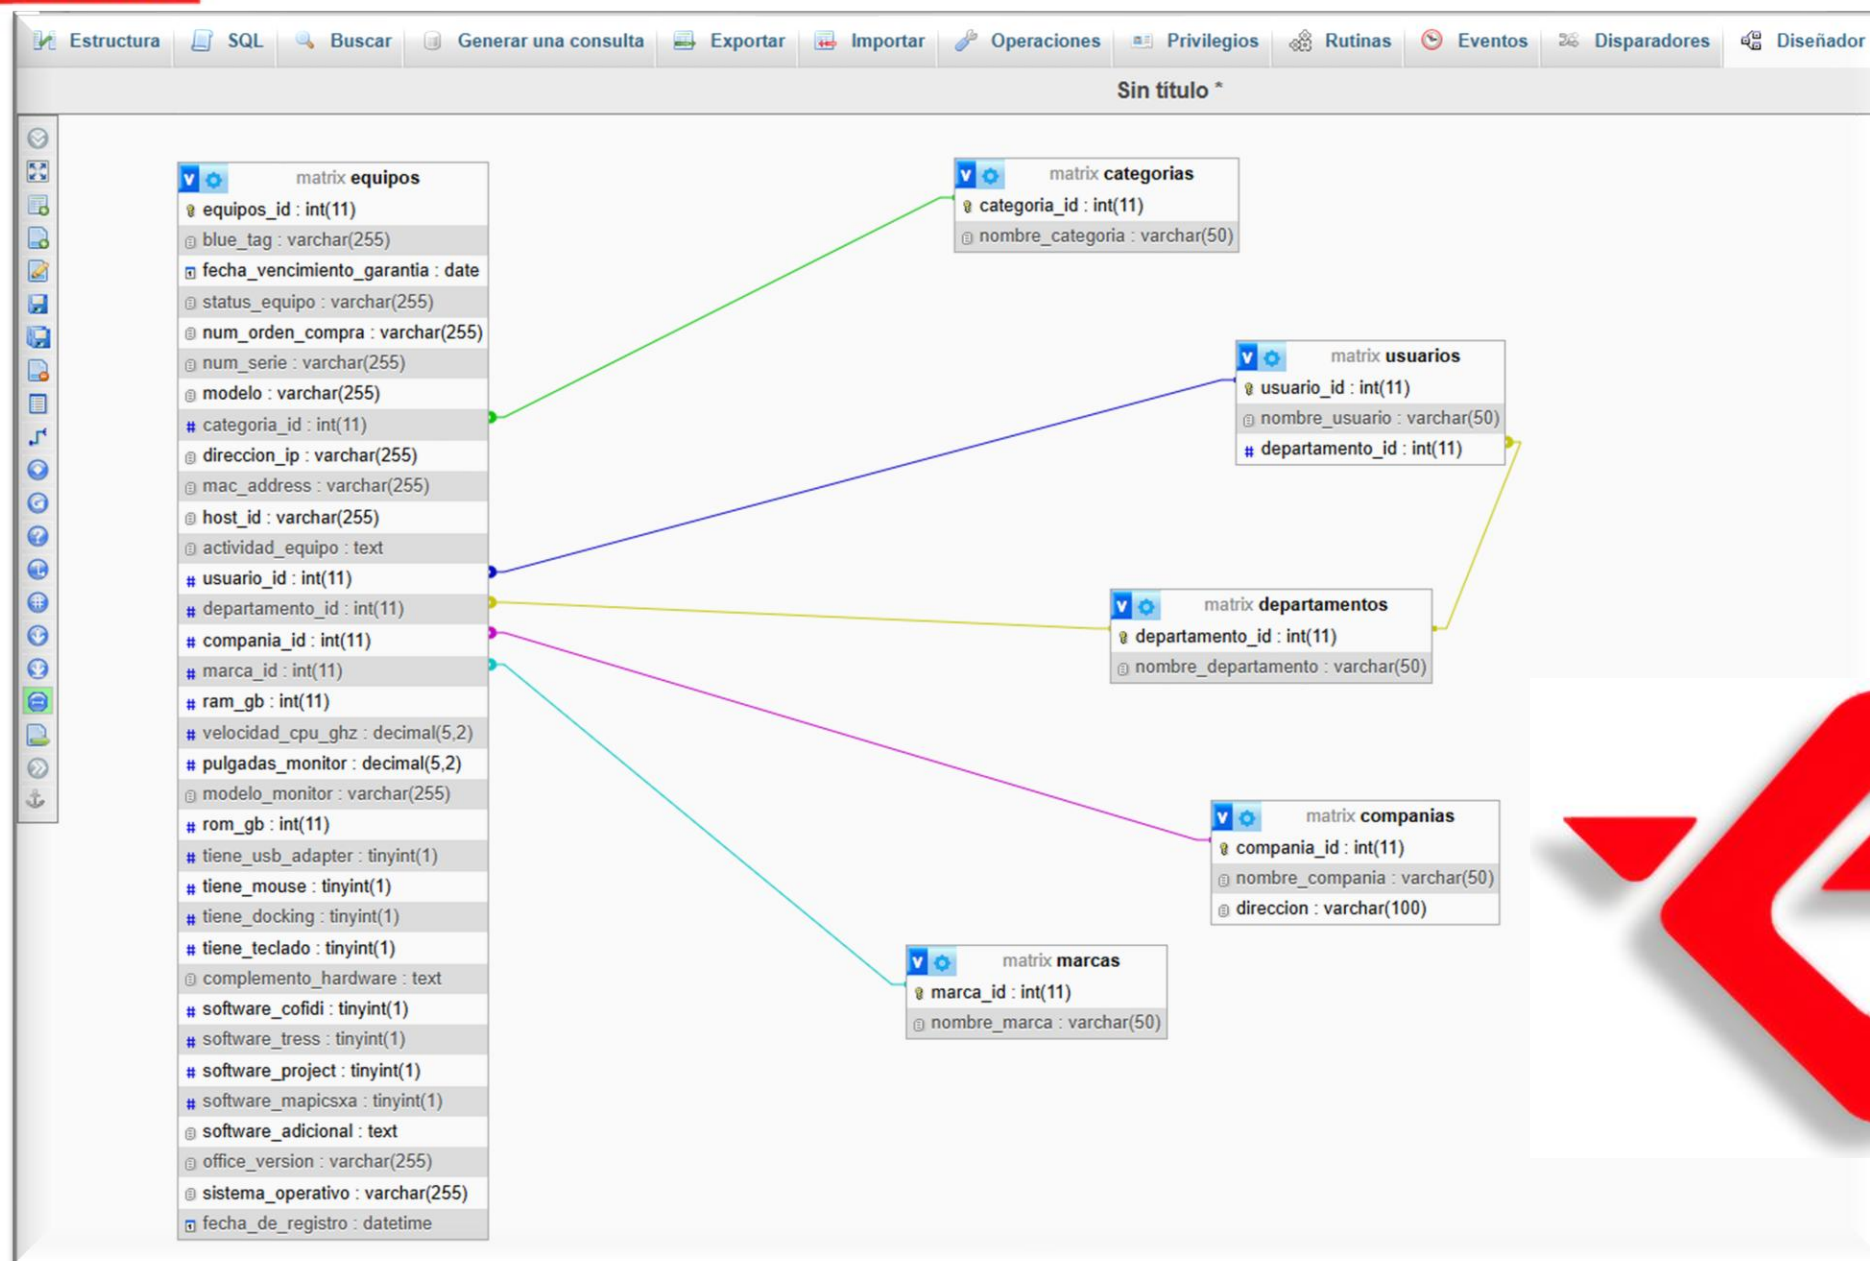 Estructura SQL Buscar Generar una consulta Exportar Importar Operaciones Privilegios Rutinas Eventos Disparadores Diseñador
Sin título *
V matrix equipos
equipos_id : int(11)
blue_tag : varchar(255)
fecha_vencimiento_garantia : date
status_equipo : varchar(255)
num_orden_compra : varchar(255)
num_serie : varchar(255)
modelo : varchar(255)
# categoria_id : int(11)
direccion_ip : varchar(255)
mac_address : varchar(255)
host_id : varchar(255)
actividad_equipo : text
# usuario_id : int(11)
# departamento_id : int(11)
# compania_id : int(11)
# marca_id : int(11)
# ram_gb : int(11)
# velocidad_cpu_ghz : decimal(5,2)
# pulgadas_monitor : decimal(5,2)
modelo_monitor : varchar(255)
# rom_gb : int(11)
# tiene_usb_adapter : tinyint(1)
# tiene_mouse : tinyint(1)
# tiene_docking : tinyint(1)
# tiene_teclado : tinyint(1)
complemento_hardware : text
# software_cofidi : tinyint(1)
# software_tress : tinyint(1)
# software_project : tinyint(1)
# software_mapicsxa : tinyint(1)
software_adicional : text
office_version : varchar(255)
sistema_operativo : varchar(255)
fecha_de_registro : datetime
V matrix categorias
categoria_id : int(11)
nombre_categoria : varchar(50)
V matrix usuarios
usuario_id : int(11)
nombre_usuario : varchar(50)
# departamento_id : int(11)
V matrix departamentos
departamento_id : int(11)
nombre_departamento : varchar(50)
V matrix companias
compania_id : int(11)
nombre_compania : varchar(50)
direccion : varchar(100)
V matrix marcas
marca_id : int(11)
nombre_marca : varchar(50)